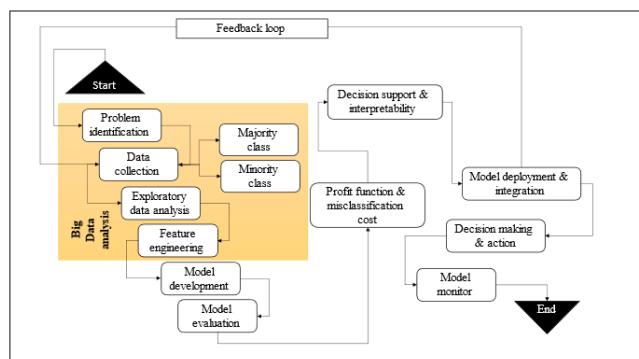 Feedback loop
Start
Problem
identification
Majority
class
Data
collection
Minority
class
Exploratory
data analysis
Big
Data
analysis
Feature
engineering
Model
development
Model
evaluation
Decision support &
interpretability
Profit function &
misclassification
cost
Model deployment &
integration
Decision making
& action
Model
monitor
End